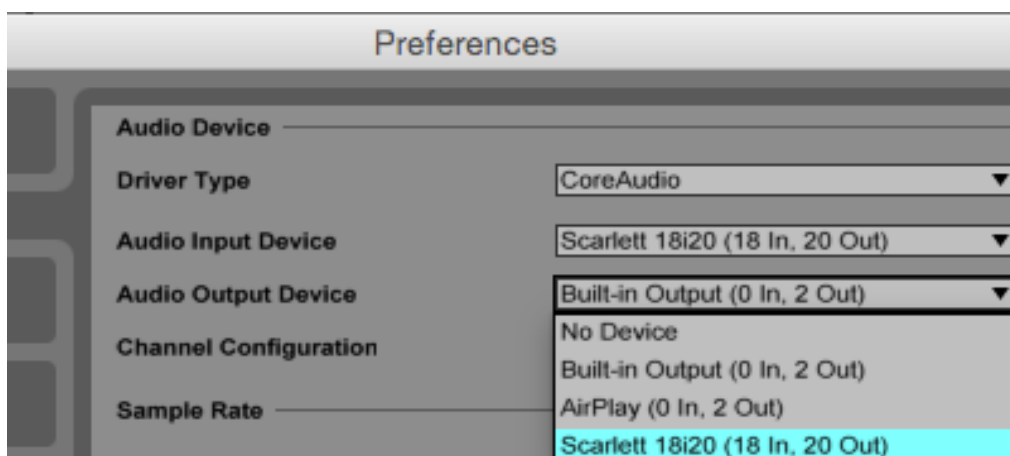 Preferences
Audio Device
Driver Type CoreAudio
Audio Input Device Scarlett 18i20 (18 In, 20 Out)
Audio Output Device Built-in Output (0 In, 2 Out)
No Device
Channel Configuration
Built-in Output (0 In, 2 Out)
AirPlay (0 In, 2 Out)
Sample Rate
Scarlett 18i20 (18 In, 20 Out)